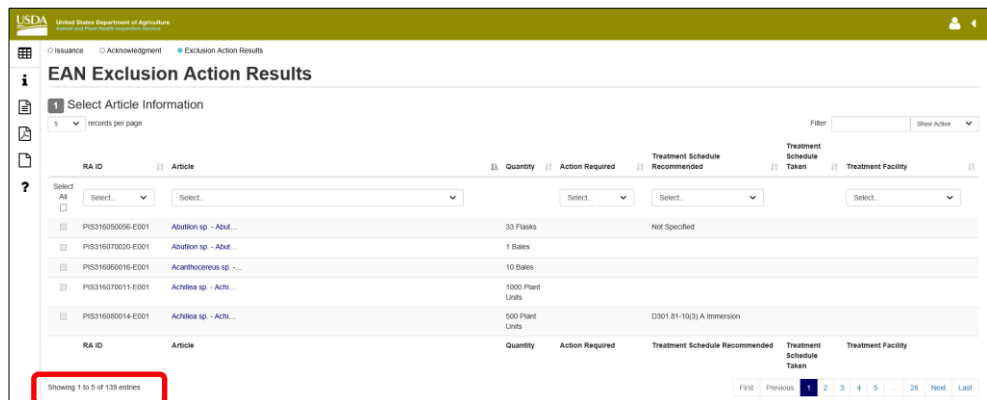 USDA United States Department of Agriculture
Animal and Plant Health Inspection Service
Issuance Acknowledgment Exclusion Action Results
EAN Exclusion Action Results
1 Select Article Information
5 records per page Filter Show Active
RA ID Article Quantity Action Required Treatment Schedule Recommended Treatment Schedule Taken Treatment Facility
Select All Select... Select... Select... Select... Select...
PIS316050056-E001 Abutilon sp. - Abut... 33 Flasks Not Specified
PIS316070020-E001 Abutilon sp. - Abut... 1 Bales
PIS316060016-E001 Acanthocereus sp. -... 10 Bales
PIS316070011-E001 Achillea sp. - Achi... 1000 Plant Units
PIS316080014-E001 Achillea sp. - Achi... 500 Plant Units D301.81-10(3) A Immersion
RA ID Article Quantity Action Required Treatment Schedule Recommended Treatment Schedule Taken Treatment Facility
Showing 1 to 5 of 139 entries First Previous 1 2 3 4 5 ... 28 Next Last